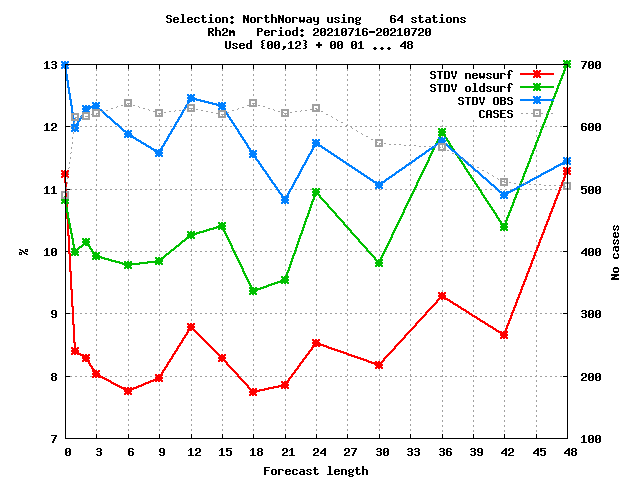 Selection: NorthNorway using    64 stations
Rh2m   Period: 20210716-20210720
Used {00,12} + 00 01 ... 48
STDV newsurf
STDV oldsurf
STDV OBS
CASES
13
12
11
10
9
8
7
%
700
600
500
400
300
200
100
No cases
0 3 6 9 12 15 18 21 24 27 30 33 36 39 42 45 48
Forecast length